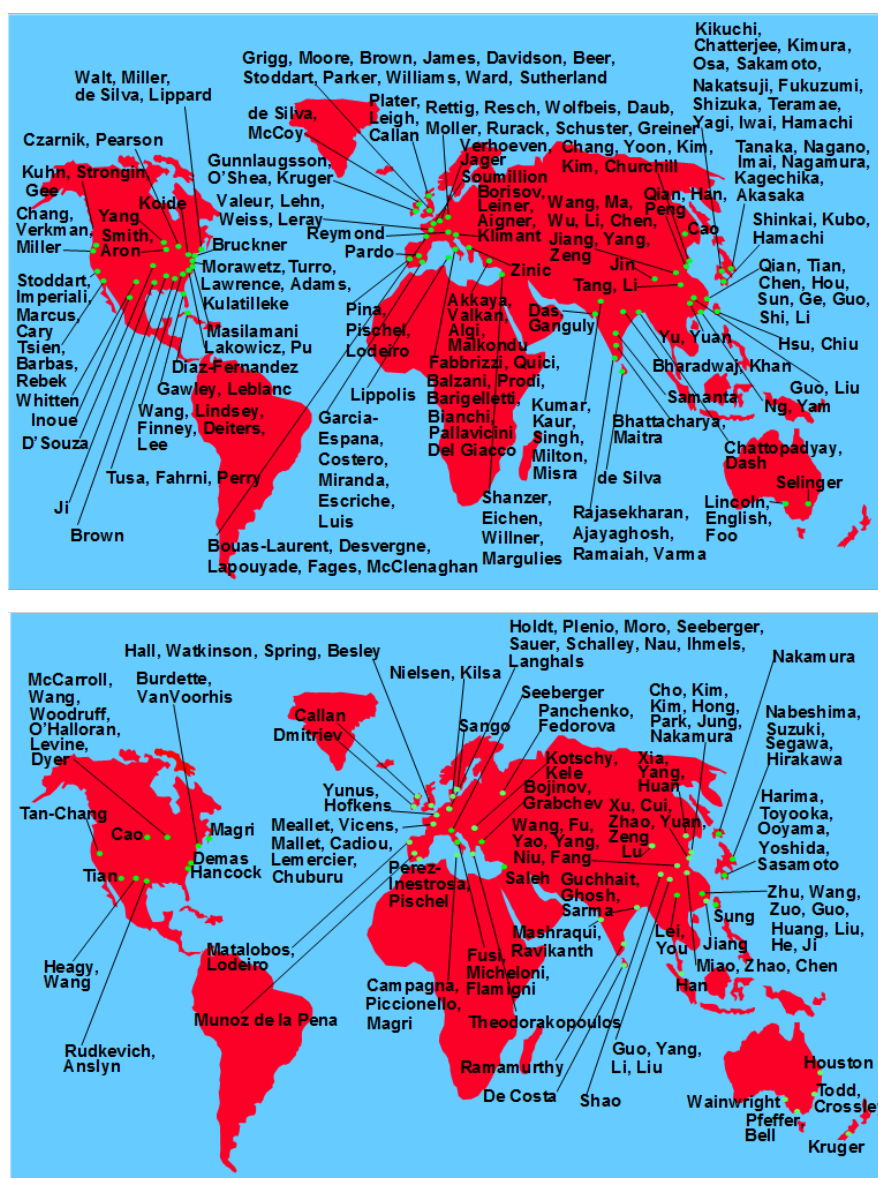 Kikuchi,
Chatterjee, Kimura,
Osa, Sakamoto,
Nakatsuji, Fukuzumi,
Shizuka, Teramae,
Yagi, Iwai, Hamachi
Grigg, Moore, Brown, James, Davidson, Beer,
Stoddart, Parker, Williams, Ward, Sutherland
Walt, Miller,
de Silva, Lippard
de Silva,
McCoy
Plater,
Leigh,
Callan
Rettig, Resch, Wolfbeis, Daub,
Moller, Rurack, Schuster, Greiner
Verhoeven,
Jager
Soumillion
Chang, Yoon, Kim,
Kim, Churchill
Tanaka, Nagano,
Imai, Nagamura,
Kagechika,
Akasaka
Czarnik, Pearson
Kuhn, Strongin,
Gee
Gunnlaugsson,
O'Shea, Kruger
Valeur, Lehn,
Weiss, Leray
Reymond
Pardo
Borisov,
Leiner,
Aigner,
Klimant
Wang, Ma,
Wu, Li, Chen,
Jiang, Yang,
Zeng
Qian, Han,
Peng
Cao
Shinkai, Kubo,
Hamachi
Chang,
Verkman,
Miller
Yang
Smith,
Aron
Koide
Bruckner
Morawetz, Turro,
Lawrence, Adams,
Kulatilleke
Zinic
Jin
Tang, Li
Qian, Tian,
Chen, Hou,
Sun, Ge, Guo,
Shi, Li
Stoddart,
Imperiali,
Marcus,
Cary
Tsien,
Barbas,
Rebek
Whitten
Inoue
D'Souza
Masilamani
Lakowicz, Pu
Diaz-Fernandez
Gawley, Leblanc
Wang, Lindsey,
Finney, Deiters,
Lee
Tusa, Fahrni, Perry
Ji
Brown
Pina,
Pischel,
Lodeiro
Lippolis
Garcia-
Espana,
Costero,
Miranda,
Escriche,
Luis
Akkaya,
Valkan,
Algi,
Malkondu
Fabbrizzi, Quici,
Balzani, Prodi,
Barigelletti,
Bianchi,
Pallavicini
Del Giacco
Das,
Ganguly
Yu, Yuan
Hsu, Chiu
Bharadwaj, Khan
Guo, Liu
Ng, Yam
Samanta
Kumar,
Kaur,
Singh,
Milton,
Misra
Bhattacharya,
Maitra
de Silva
Chattopadyay,
Dash
Selinger
Lincoln,
English,
Foo
Shanzer,
Eichen,
Willner,
Margulies
Rajasekharan,
Ajayaghosh,
Ramaiah, Varma
Bouas-Laurent, Desvergne,
Lapouyade, Fages, McClenaghan
Holdt, Plenio, Moro, Seeberger,
Sauer, Schalley, Nau, Ihmels,
Langhals
Hall, Watkinson, Spring, Besley
Nielsen, Kilsa
Nakamura
McCarroll,
Wang,
Woodruff,
O'Halloran,
Levine,
Dyer
Burdette,
VanVoorhis
Callan
Dmitriev
Sango
Seeberger
Panchenko,
Fedorova
Cho, Kim,
Kim, Hong,
Park, Jung,
Nakamura
Nabeshima,
Suzuki,
Segawa,
Hirakawa
Kotschy,
Kele
Bojinov,
Grabchev
Xia,
Yang,
Huan
Harima,
Toyooka,
Ooyama,
Yoshida,
Sasamoto
Tan-Chang
Cao
Magri
Yunus,
Hofkens
Meallet, Vicens,
Mallet, Cadiou,
Lemercier,
Chuburu
Wang, Fu,
Yao, Yang,
Niu, Fang
Xu, Cui,
Zhao, Yuan,
Zeng
Lu
Tian
Demas
Hancock
Perez-
Inestrosa,
Pischel
Saleh
Guchhait,
Ghosh,
Sarma
Zhu, Wang,
Zuo, Guo,
Huang, Liu,
He, Ji
Sung
Jiang
Lei,
You
Miao, Zhao, Chen
Han
Mashraqui,
Ravikanth
Heagy,
Wang
Matalobos,
Lodeiro
Fusi,
Micheloni,
Flamigni
Campagna,
Piccionello,
Magri
Munoz de la Pena
Theodorakopoulos
Rudkevich,
Anslyn
Ramamurthy
De Costa
Shao
Guo, Yang,
Li, Liu
Houston
Wainwright
Todd,
Crossley
Pfeffer,
Bell
Kruger